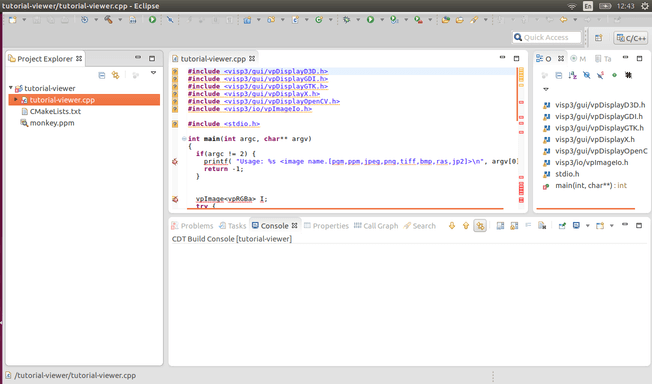 tutorial-viewer/tutorial-viewer.cpp - Eclipse
En
12:43
Quick Access
C/C++
Project Explorer
tutorial-viewer
tutorial-viewer.cpp
CMakeLists.txt
monkey.ppm
tutorial-viewer.cpp
#include <visp3/gui/vpDisplayD3D.h>
#include <visp3/gui/vpDisplayGDI.h>
#include <visp3/gui/vpDisplayGTK.h>
#include <visp3/gui/vpDisplayX.h>
#include <visp3/gui/vpDisplayOpenCV.h>
#include <visp3/io/vpImageIo.h>
#include <stdio.h>
int main(int argc, char** argv)
{
if(argc != 2) {
printf( "Usage: %s <image name.[pgm,ppm,jpeg,png,tiff,bmp,ras,jp2]>\n", argv[0]
return -1;
}
vpImage<vpRGBa> I;
try {
O
M
Ta
visp3/gui/vpDisplayD3D.h
visp3/gui/vpDisplayGDI.h
visp3/gui/vpDisplayGTK.h
visp3/gui/vpDisplayX.h
visp3/gui/vpDisplayOpenC
visp3/io/vpImageIo.h
stdio.h
main(int, char**) : int
Problems
Tasks
Console
Properties
Call Graph
Search
CDT Build Console [tutorial-viewer]
/tutorial-viewer/tutorial-viewer.cpp